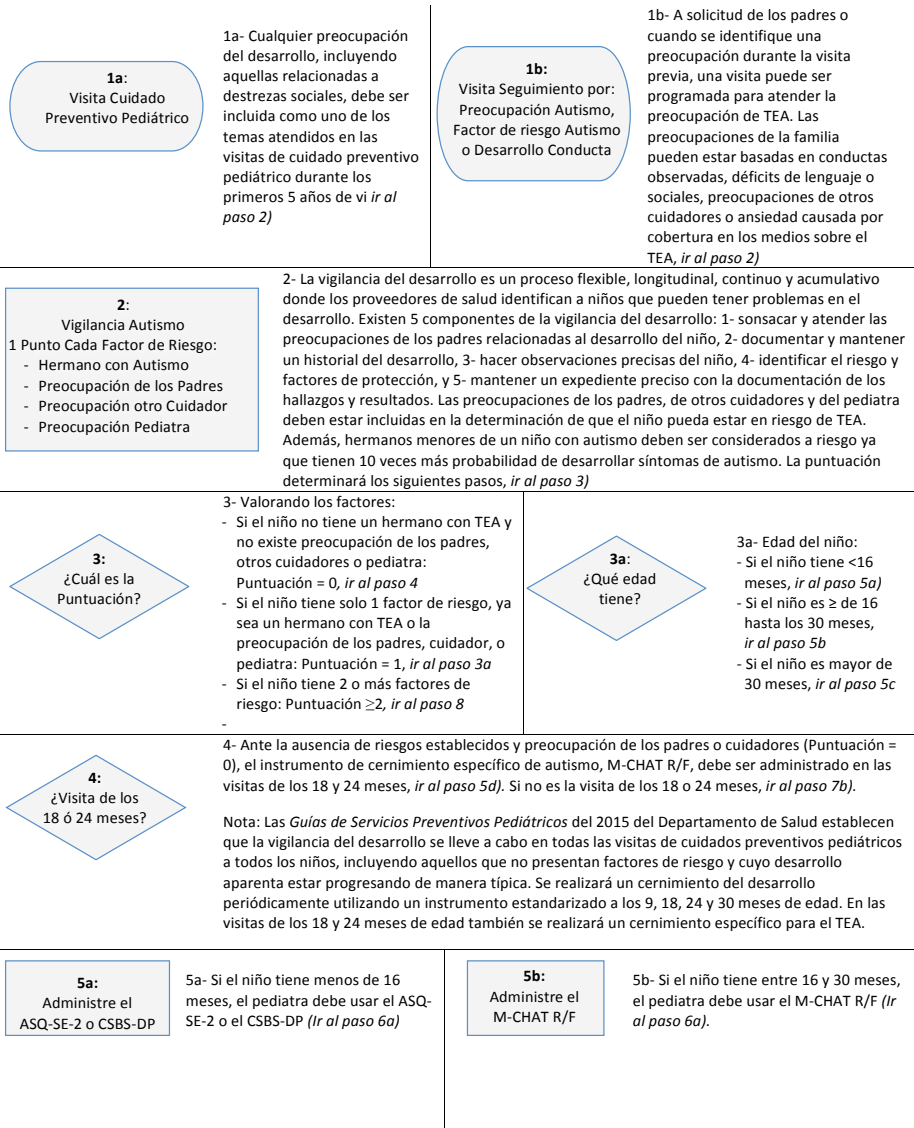 1a:
Visita Cuidado
Preventivo Pediátrico
1a- Cualquier preocupación
del desarrollo, incluyendo
aquellas relacionadas a
destrezas sociales, debe ser
incluida como uno de los
temas atendidos en las
visitas de cuidado preventivo
pediátrico durante los
primeros 5 años de vi ir al
paso 2)
1b:
Visita Seguimiento por:
Preocupación Autismo,
Factor de riesgo Autismo
o Desarrollo Conducta
1b- A solicitud de los padres o
cuando se identifique una
preocupación durante la visita
previa, una visita puede ser
programada para atender la
preocupación de TEA. Las
preocupaciones de la familia
pueden estar basadas en conductas
observadas, déficits de lenguaje o
sociales, preocupaciones de otros
cuidadores o ansiedad causada por
cobertura en los medios sobre el
TEA, ir al paso 2)
2:
Vigilancia Autismo
1 Punto Cada Factor de Riesgo:
- Hermano con Autismo
- Preocupación de los Padres
- Preocupación otro Cuidador
- Preocupación Pediatra
2- La vigilancia del desarrollo es un proceso flexible, longitudinal, continuo y acumulativo
donde los proveedores de salud identifican a niños que pueden tener problemas en el
desarrollo. Existen 5 componentes de la vigilancia del desarrollo: 1- sonsacar y atender las
preocupaciones de los padres relacionadas al desarrollo del niño, 2- documentar y mantener
un historial del desarrollo, 3- hacer observaciones precisas del niño, 4- identificar el riesgo y
factores de protección, y 5- mantener un expediente preciso con la documentación de los
hallazgos y resultados. Las preocupaciones de los padres, de otros cuidadores y del pediatra
deben estar incluidas en la determinación de que el niño pueda estar en riesgo de TEA.
Además, hermanos menores de un niño con autismo deben ser considerados a riesgo ya
que tienen 10 veces más probabilidad de desarrollar síntomas de autismo. La puntuación
determinará los siguientes pasos, ir al paso 3)
3:
¿Cuál es la
Puntuación?
3- Valorando los factores:
- Si el niño no tiene un hermano con TEA y
no existe preocupación de los padres,
otros cuidadores o pediatra:
Puntuación = 0, ir al paso 4
- Si el niño tiene solo 1 factor de riesgo, ya
sea un hermano con TEA o la
preocupación de los padres, cuidador, o
pediatra: Puntuación = 1, ir al paso 3a
- Si el niño tiene 2 o más factores de
riesgo: Puntuación ≥2, ir al paso 8
-
3a:
¿Qué edad
tiene?
3a- Edad del niño:
- Si el niño tiene <16
meses, ir al paso 5a)
- Si el niño es ≥ de 16
hasta los 30 meses,
ir al paso 5b
- Si el niño es mayor de
30 meses, ir al paso 5c
4:
¿Visita de los
18 ó 24 meses?
4- Ante la ausencia de riesgos establecidos y preocupación de los padres o cuidadores (Puntuación =
0), el instrumento de cernimiento específico de autismo, M-CHAT R/F, debe ser administrado en las
visitas de los 18 y 24 meses, ir al paso 5d). Si no es la visita de los 18 o 24 meses, ir al paso 7b).
Nota: Las Guías de Servicios Preventivos Pediátricos del 2015 del Departamento de Salud establecen
que la vigilancia del desarrollo se lleve a cabo en todas las visitas de cuidados preventivos pediátricos
a todos los niños, incluyendo aquellos que no presentan factores de riesgo y cuyo desarrollo
aparenta estar progresando de manera típica. Se realizará un cernimiento del desarrollo
periódicamente utilizando un instrumento estandarizado a los 9, 18, 24 y 30 meses de edad. En las
visitas de los 18 y 24 meses de edad también se realizará un cernimiento específico para el TEA.
5a:
Administre el
ASQ-SE-2 o CSBS-DP
5a- Si el niño tiene menos de 16
meses, el pediatra debe usar el ASQ-
SE-2 o el CSBS-DP (Ir al paso 6a)
5b:
Administre el
M-CHAT R/F
5b- Si el niño tiene entre 16 y 30 meses,
el pediatra debe usar el M-CHAT R/F (Ir
al paso 6a).